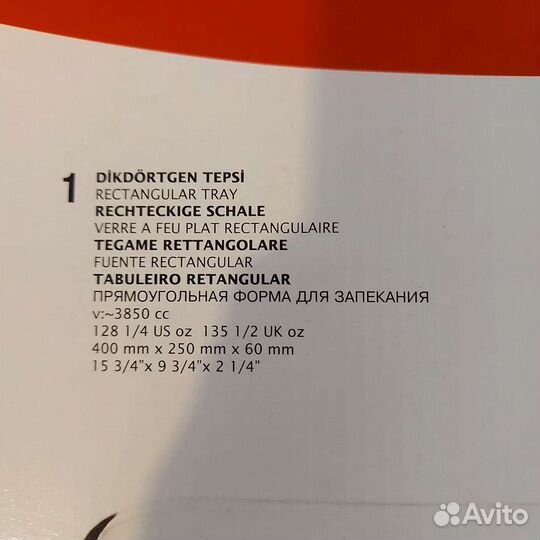 1
DİKDÖRTGEN TEPSİ
RECTANGULAR TRAY
RECHTECKIGE SCHALE
VERRE A FEU PLAT RECTANGULAIRE
TEGAME RETTANGOLARE
FUENTE RECTANGULAR
TABULEIRO RETANGULAR
ПРЯМОУГОЛЬНАЯ ФОРМА ДЛЯ ЗАПЕКАНИЯ
v:~3850 cc
128 1/4 US oz 135 1/2 UK oz
400 mm x 250 mm x 60 mm
15 3/4"x 9 3/4"x 2 1/4"
Avito